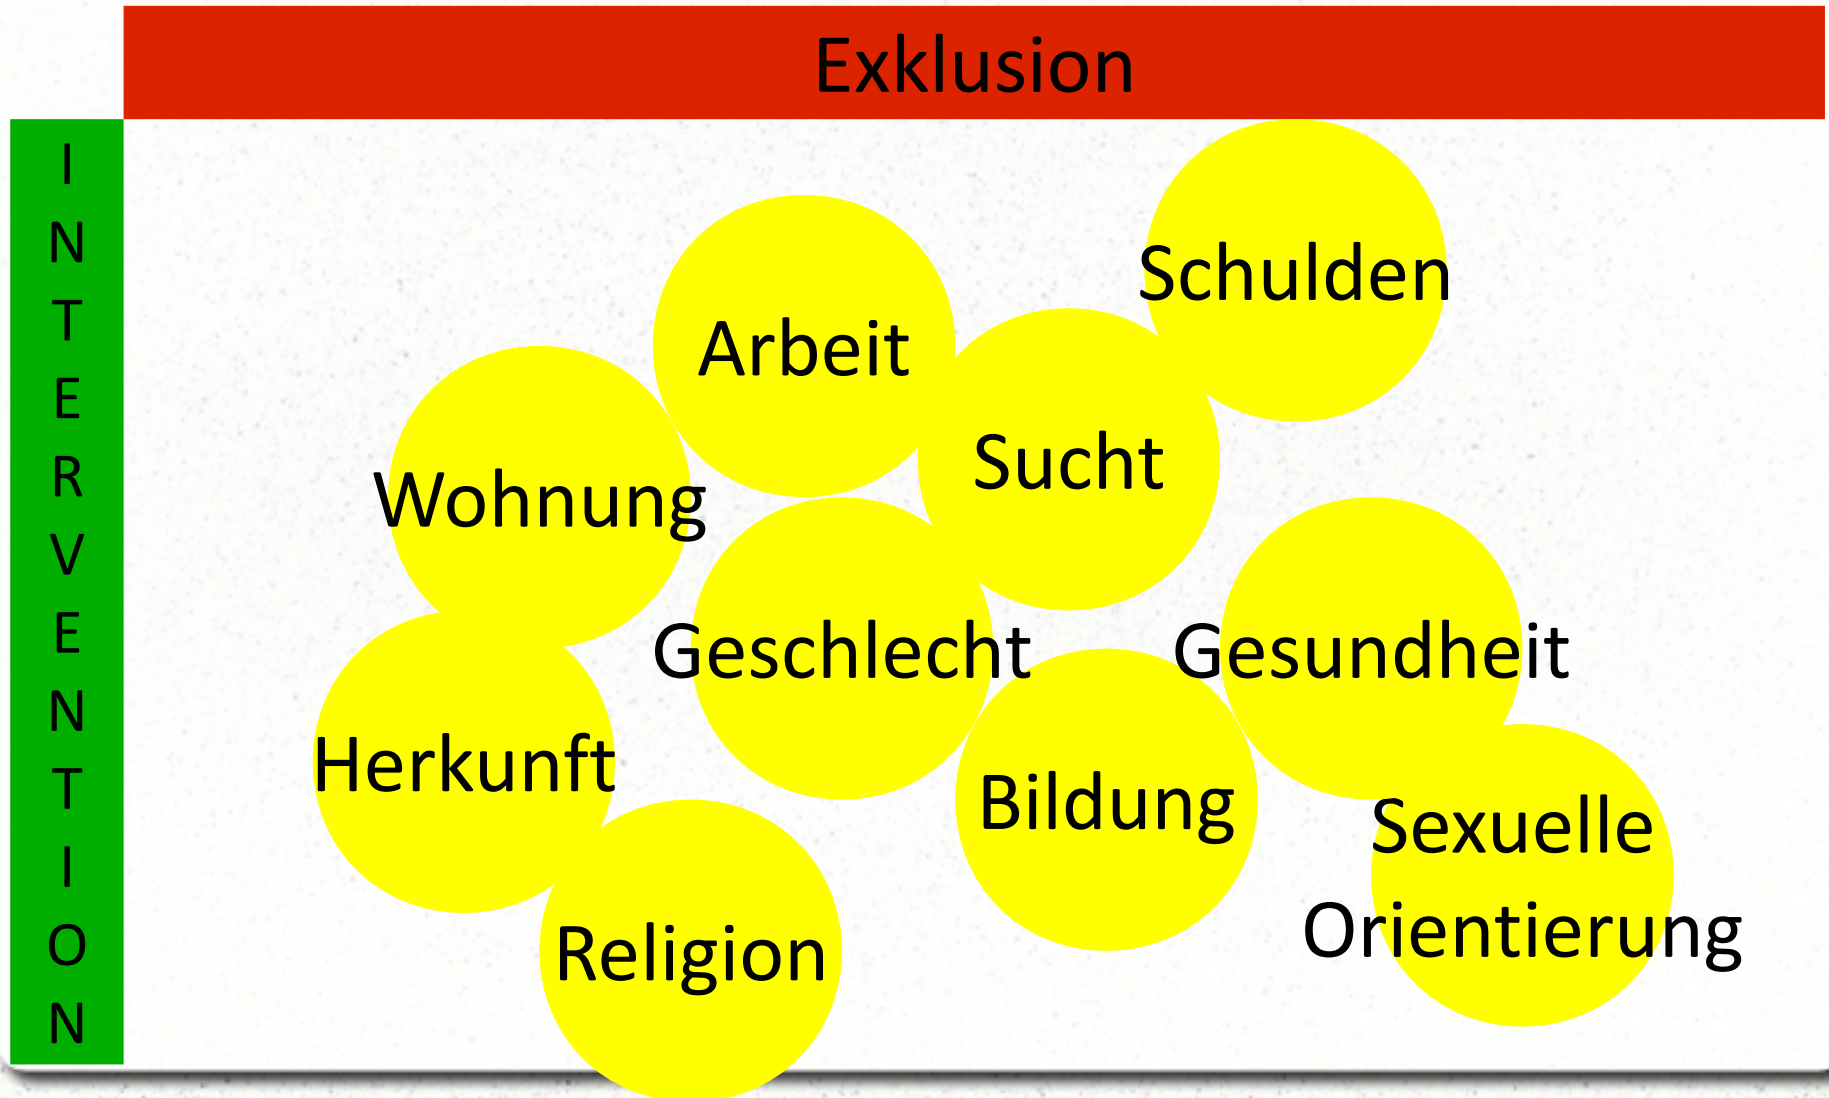 Exklusion
INTERVENTION
Schulden
Arbeit
Sucht
Wohnung
Geschlecht
Gesundheit
Herkunft
Bildung
Sexuelle
Orientierung
Religion